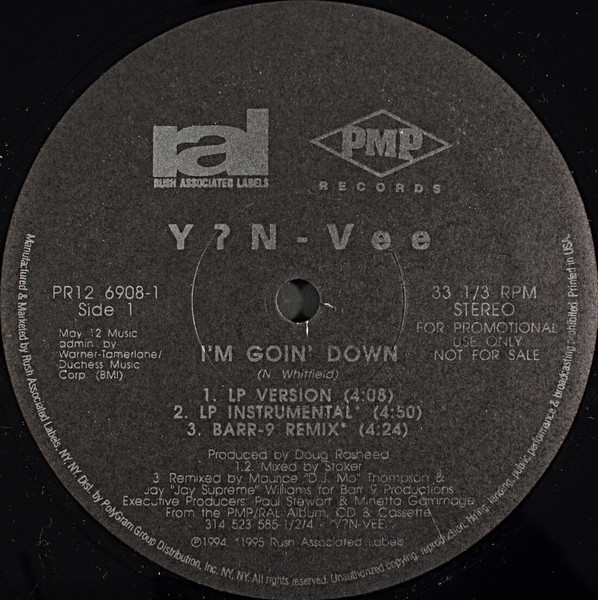 ral
RUSH ASSOCIATED LABELS
PMP
RECORDS
Y?N-Vee
PR12 6908-1
Side 1
33 1/3 RPM
STEREO
FOR PROMOTIONAL
USE ONLY
NOT FOR SALE
May 12 Music
admin by
Warner-Tamerlane/
Duchess Music
Corp. (BMI)
I'M GOIN' DOWN
(N. Whitfield)
1. LP VERSION (4:08)
2. LP INSTRUMENTAL* (4:50)
3. BARR-9 REMIX* (4:24)
Produced by Doug Rasheed
1,2 Mixed by Stoker
3 Remixed by Maurice "D.J. Mo" Thompson &
Jay "Jay Supreme" Williams for Barr 9 Productions
Executive Producers: Paul Stewart & Minetta Gammage
From the PMP/RAL Album, CD & Cassette
314 523 585-1/2/4 - "Y?N-VEE"
℗©1994 *1995 Rush Associated Labels
Manufactured & Marketed by Rush Associated Labels, NY, NY. Dist. by PolyGram Group Distribution, Inc. NY, NY. All rights reserved. Unauthorized copying, reproduction, hiring, lending, public performance & broadcasting prohibited. Printed in USA.